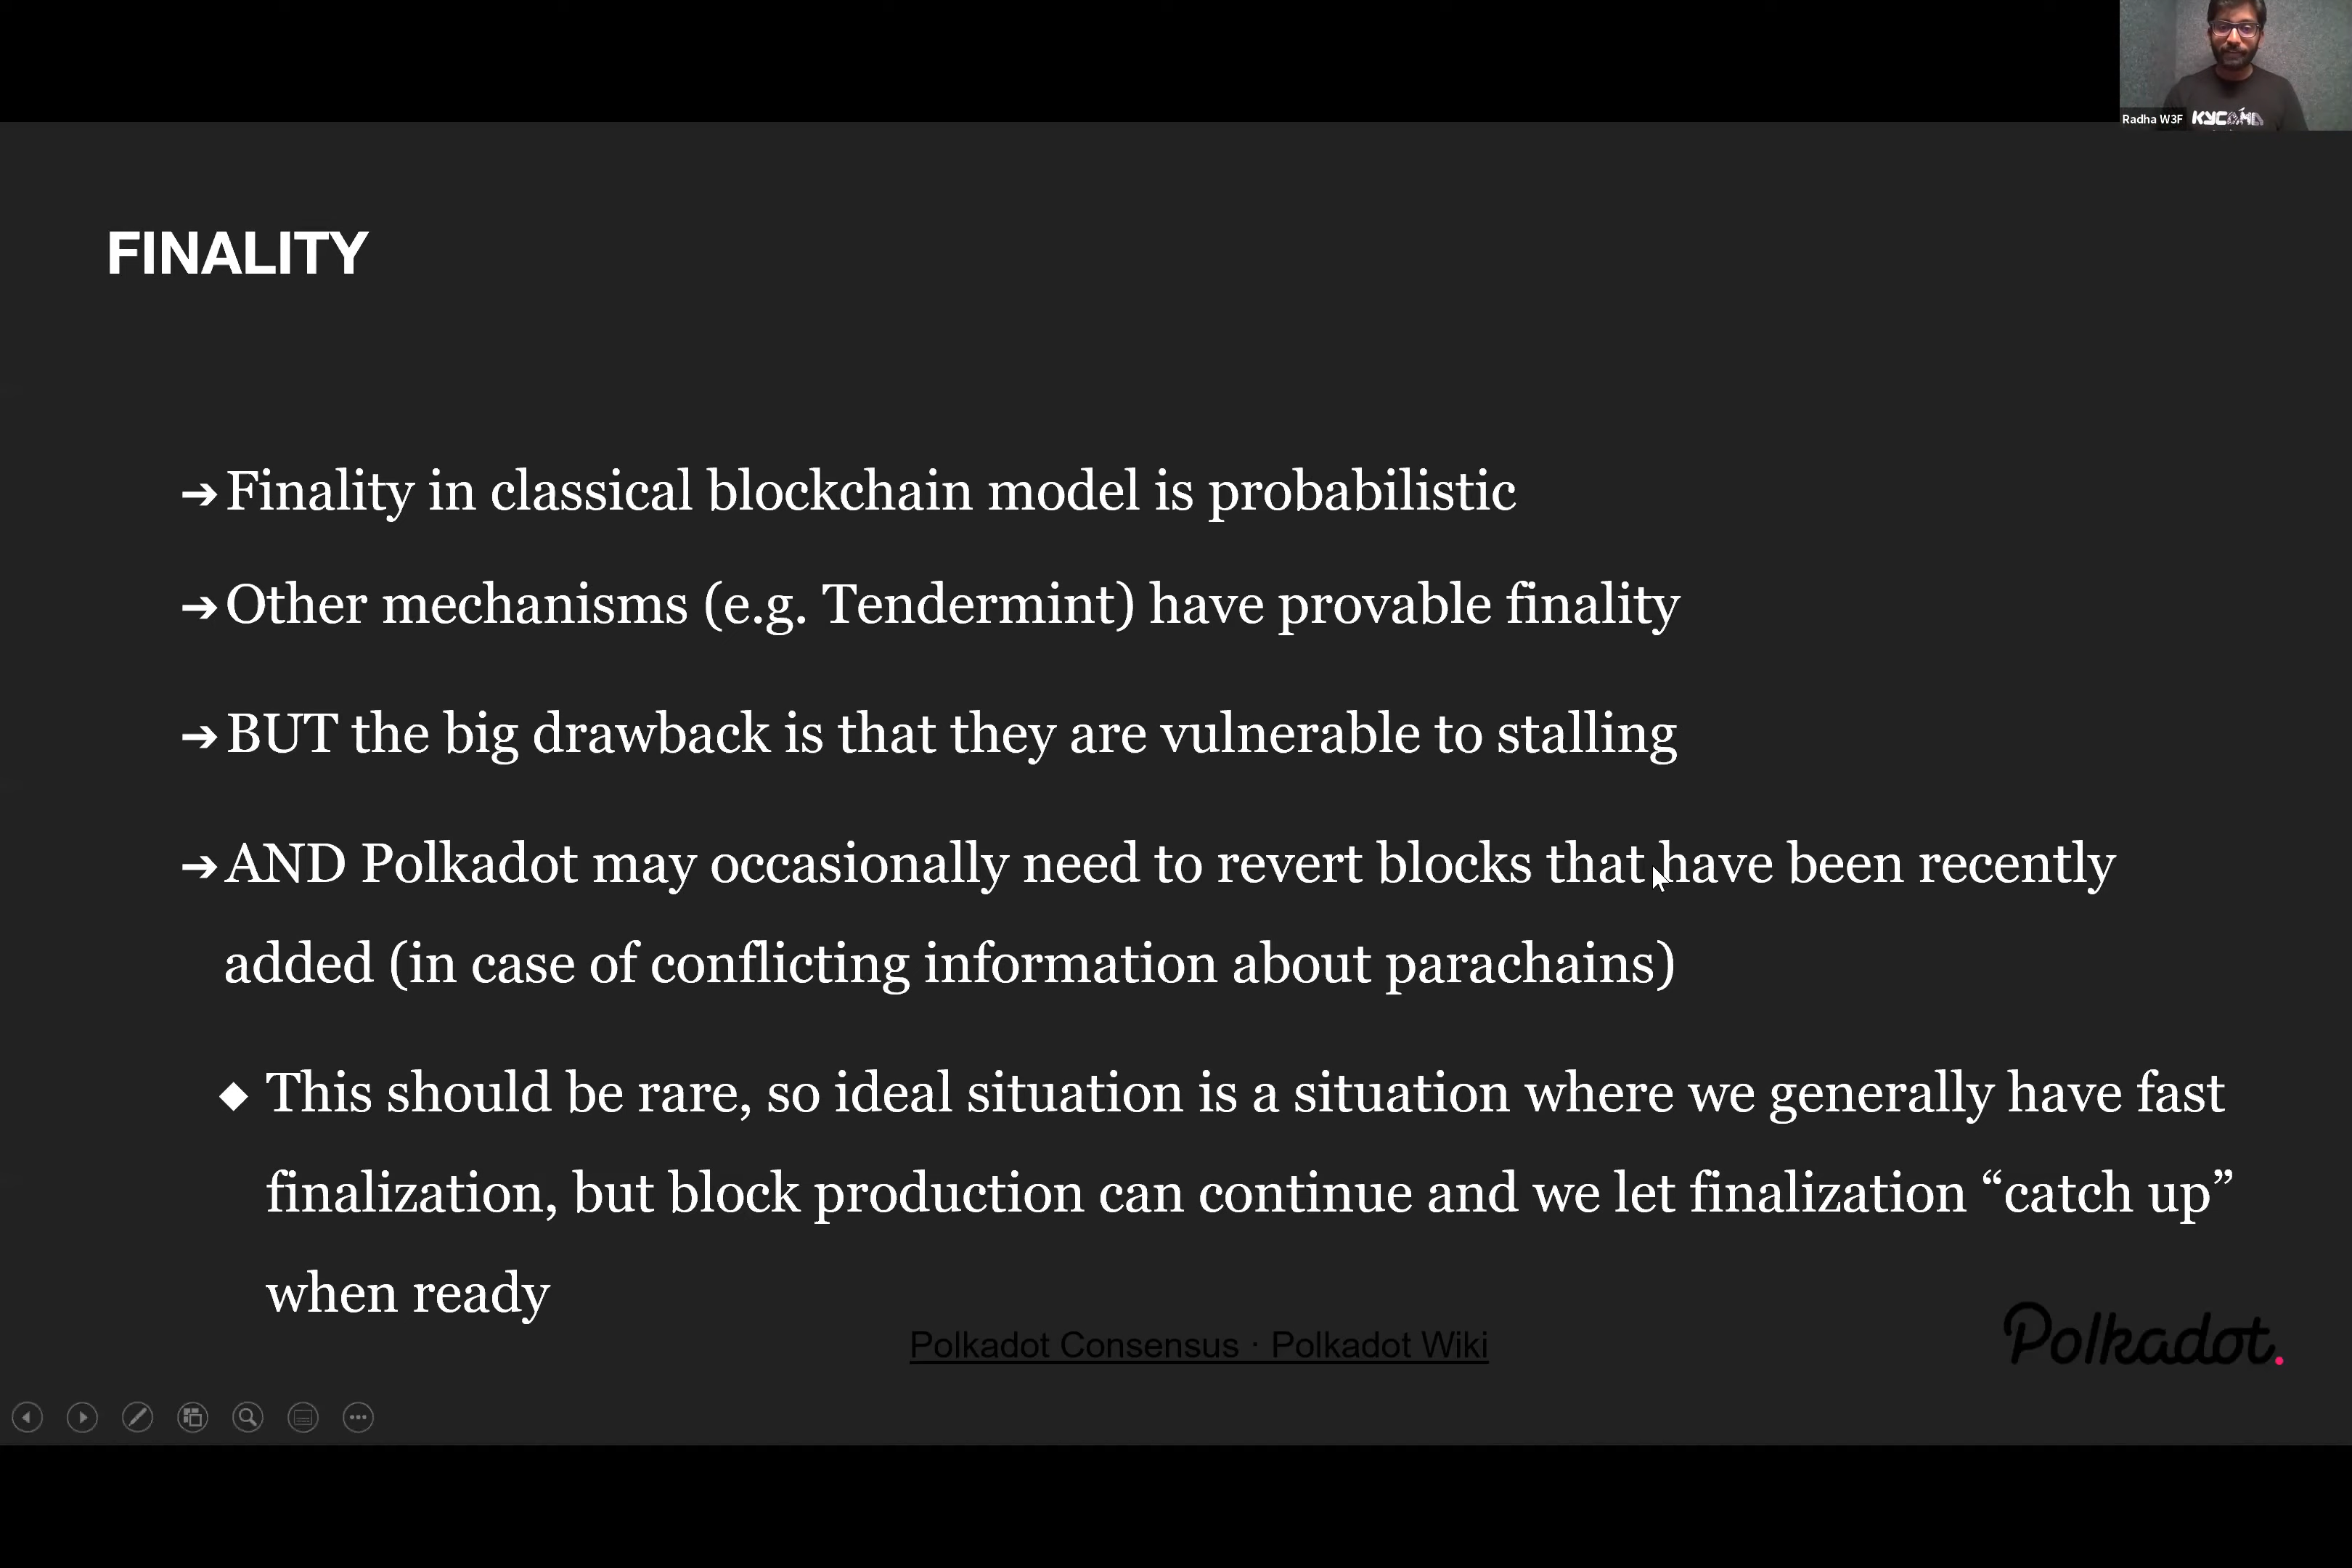 Radha W3F
FINALITY
➔Finality in classical blockchain model is probabilistic
➔Other mechanisms (e.g. Tendermint) have provable finality
➔BUT the big drawback is that they are vulnerable to stalling
➔AND Polkadot may occasionally need to revert blocks that have been recently
added (in case of conflicting information about parachains)
◆ This should be rare, so ideal situation is a situation where we generally have fast
finalization, but block production can continue and we let finalization “catch up”
when ready
Polkadot Consensus · Polkadot Wiki
Polkadot.